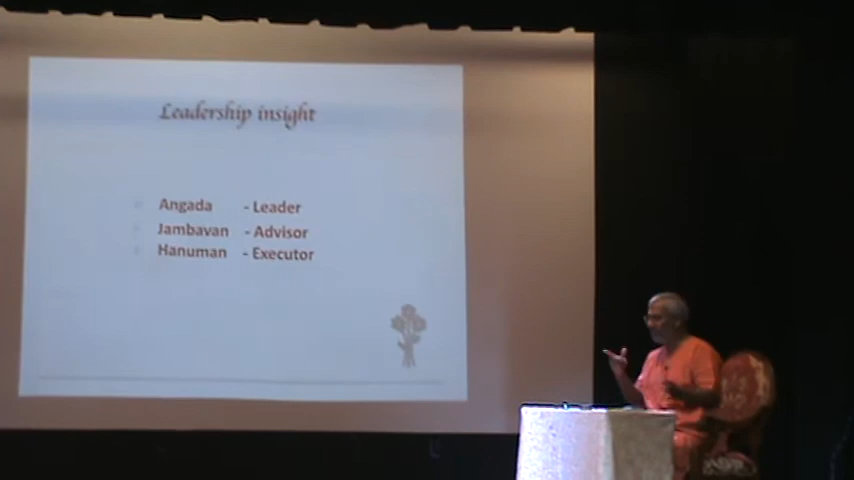 Leadership insight
Angada - Leader
Jambavan - Advisor
Hanuman - Executor